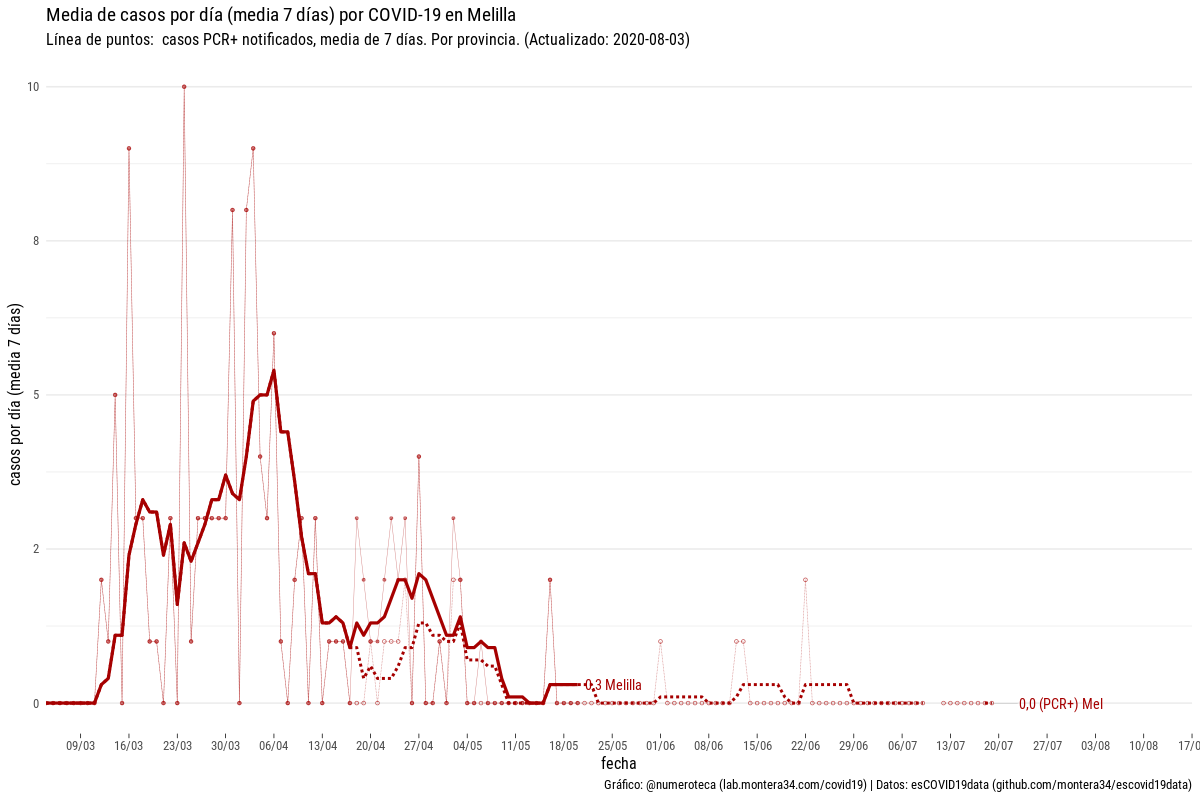 Media de casos por día (media 7 días) por COVID-19 en Melilla
Línea de puntos: casos PCR+ notificados, media de 7 días. Por provincia. (Actualizado: 2020-08-03)
casos por día (media 7 días)
10
8
5
2
0
0,3 Melilla
0,0 (PCR+) Mel
09/03 16/03 23/03 30/03 06/04 13/04 20/04 27/04 04/05 11/05 18/05 25/05 01/06 08/06 15/06 22/06 29/06 06/07 13/07 20/07 27/07 03/08 10/08 17/0
fecha
Gráfico: @numeroteca (lab.montera34.com/covid19) | Datos: esCOVID19data (github.com/montera34/escovid19data)